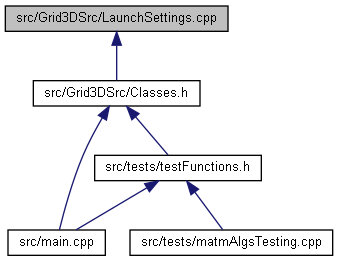 src/Grid3DSrc/LaunchSettings.cpp
src/Grid3DSrc/Classes.h
src/tests/testFunctions.h
src/main.cpp
src/tests/matmAlgsTesting.cpp